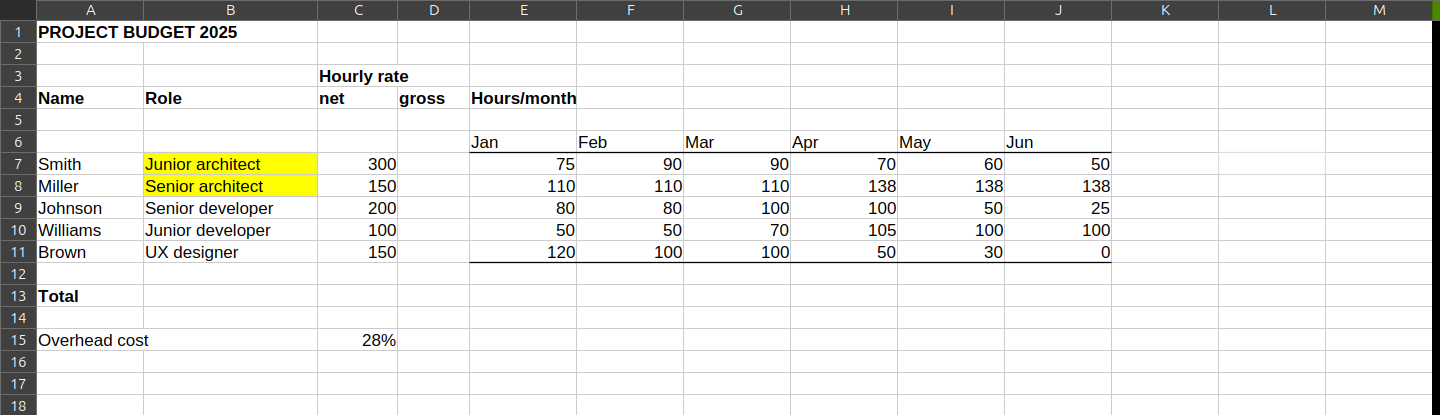 A B C D E F G H I J K L M
1 PROJECT BUDGET 2025
2
3 Hourly rate
4 Name Role net gross Hours/month
5
6 Jan Feb Mar Apr May Jun
7 Smith Junior architect 300 75 90 90 70 60 50
8 Miller Senior architect 150 110 110 110 138 138 138
9 Johnson Senior developer 200 80 80 100 100 50 25
10 Williams Junior developer 100 50 50 70 105 100 100
11 Brown UX designer 150 120 100 100 50 30 0
12
13 Total
14
15 Overhead cost 28%
16
17
18